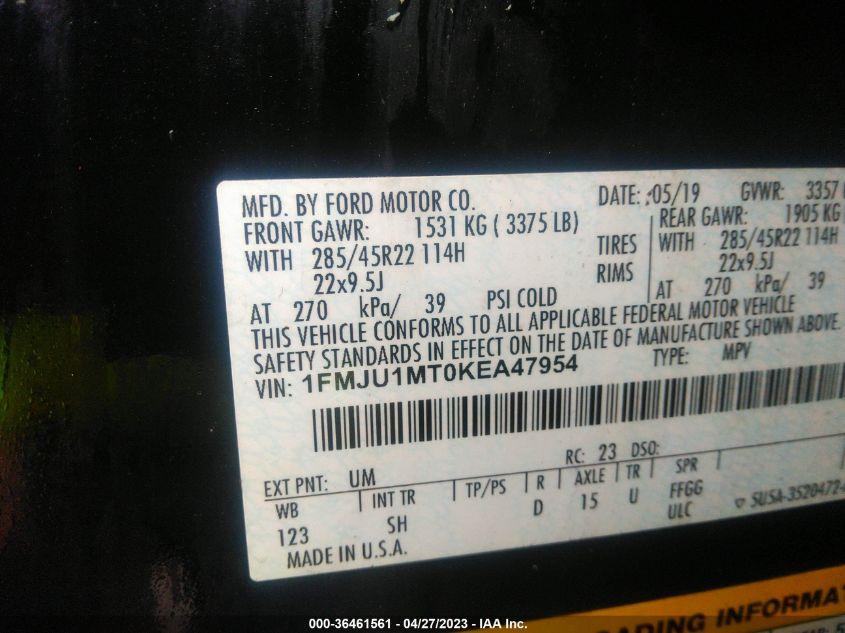 MFD. BY FORD MOTOR CO. DATE: 05/19 GVWR: 3357
FRONT GAWR: 1531 KG ( 3375 LB) REAR GAWR: 1905 KG
WITH 285/45R22 114H TIRES WITH 285/45R22 114H
22x9.5J RIMS 22x9.5J
AT 270 kPa/ 39 PSI COLD AT 270 kPa/ 39
THIS VEHICLE CONFORMS TO ALL APPLICABLE FEDERAL MOTOR VEHICLE
SAFETY STANDARDS IN EFFECT ON THE DATE OF MANUFACTURE SHOWN ABOVE.
VIN: 1FMJU1MT0KEA47954 TYPE: MPV
RC: 23 DSO:
EXT PNT: UM
WB INT TR TP/PS R AXLE TR SPR
123 SH D 15 U FFGG
ULC SUSA-3520472-
MADE IN U.S.A.
ADING INFORMA
000-36461561 04/27/2023 - IAA Inc.